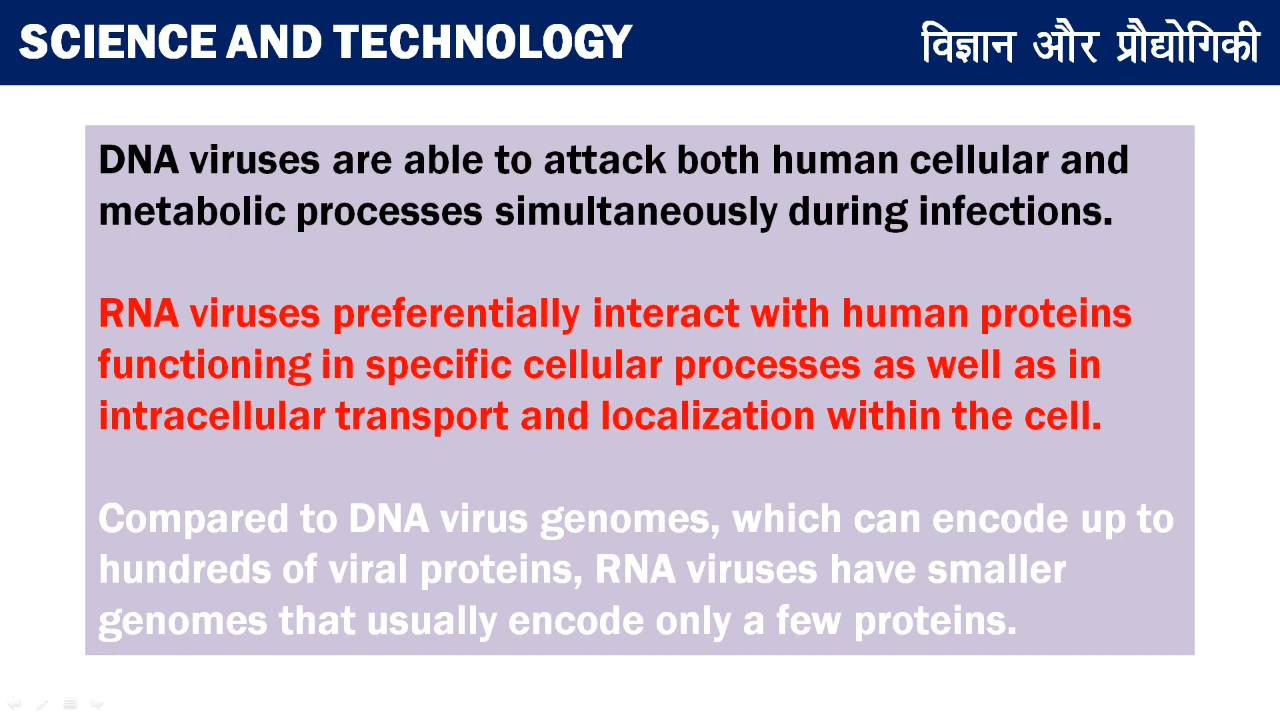 SCIENCE AND TECHNOLOGY
विज्ञान और प्रौद्योगिकी
DNA viruses are able to attack both human cellular and
metabolic processes simultaneously during infections.
RNA viruses preferentially interact with human proteins
functioning in specific cellular processes as well as in
intracellular transport and localization within the cell.
Compared to DNA virus genomes, which can encode up to
hundreds of viral proteins, RNA viruses have smaller
genomes that usually encode only a few proteins.